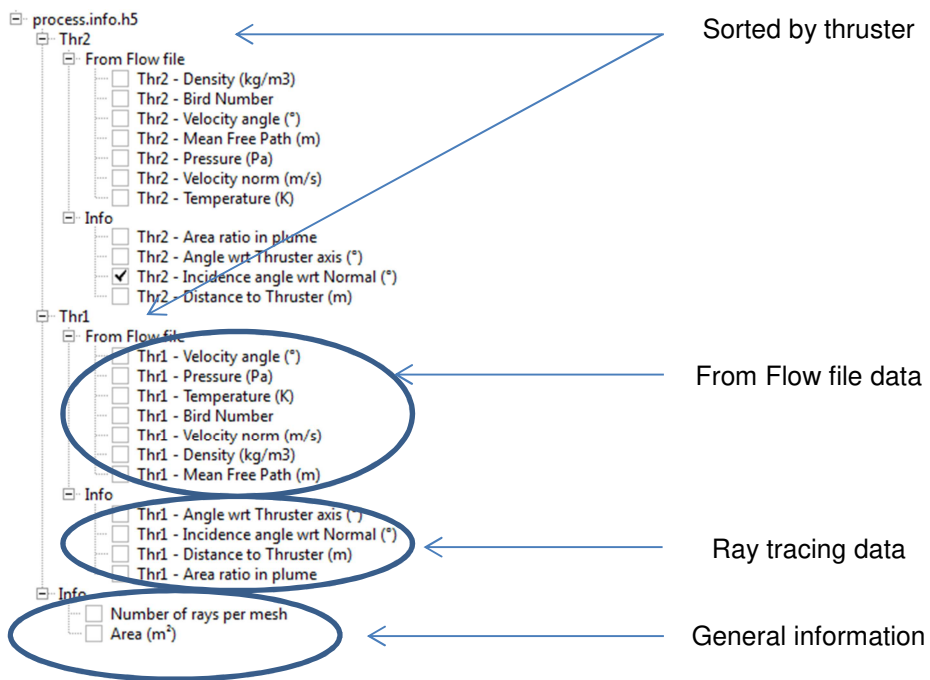 process.info.h5
Sorted by thruster
Thr2
From Flow file
Thr2 - Density (kg/m3)
Thr2 - Bird Number
Thr2 - Velocity angle (°)
Thr2 - Mean Free Path (m)
Thr2 - Pressure (Pa)
Thr2 - Velocity norm (m/s)
Thr2 - Temperature (K)
Info
Thr2 - Area ratio in plume
Thr2 - Angle wrt Thruster axis (°)
Thr2 - Incidence angle wrt Normal (°)
Thr2 - Distance to Thruster (m)
Thr1
From Flow file
Thr1 - Velocity angle (°)
Thr1 - Pressure (Pa)
From Flow file data
Thr1 - Temperature (K)
Thr1 - Bird Number
Thr1 - Velocity norm (m/s)
Thr1 - Density (kg/m3)
Thr1 - Mean Free Path (m)
Info
Thr1 - Angle wrt Thruster axis (°)
Thr1 - Incidence angle wrt Normal (°)
Thr1 - Distance to Thruster (m)
Ray tracing data
Thr1 - Area ratio in plume
Info
Number of rays per mesh
Area (m²)
General information